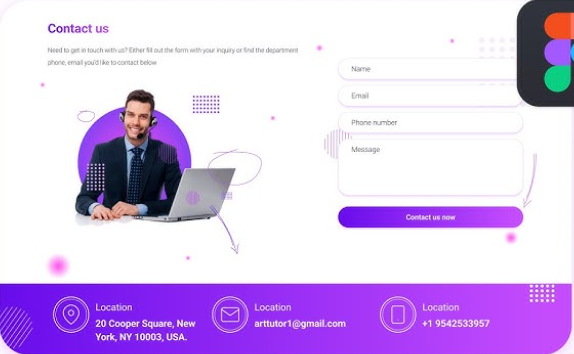 Contact us
Need to get in touch with us? Either fill out the form with your inquiry or find the department
phone, email you'd like to contact below
Name
Email
Phone number
Message
Contact us now
Location
20 Cooper Square, New
York, NY 10003, USA.
Location
arttutor1@gmail.com
Location
+1 9542533957